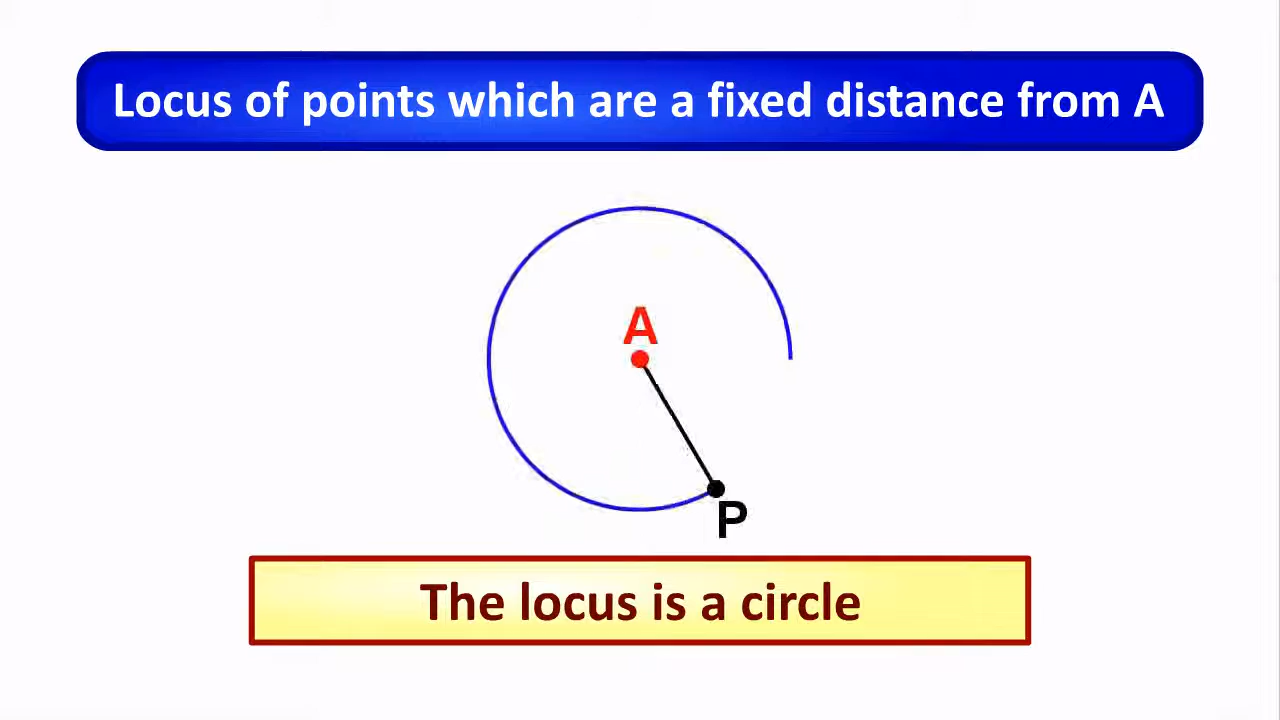 Locus of points which are a fixed distance from A
A
P
The locus is a circle